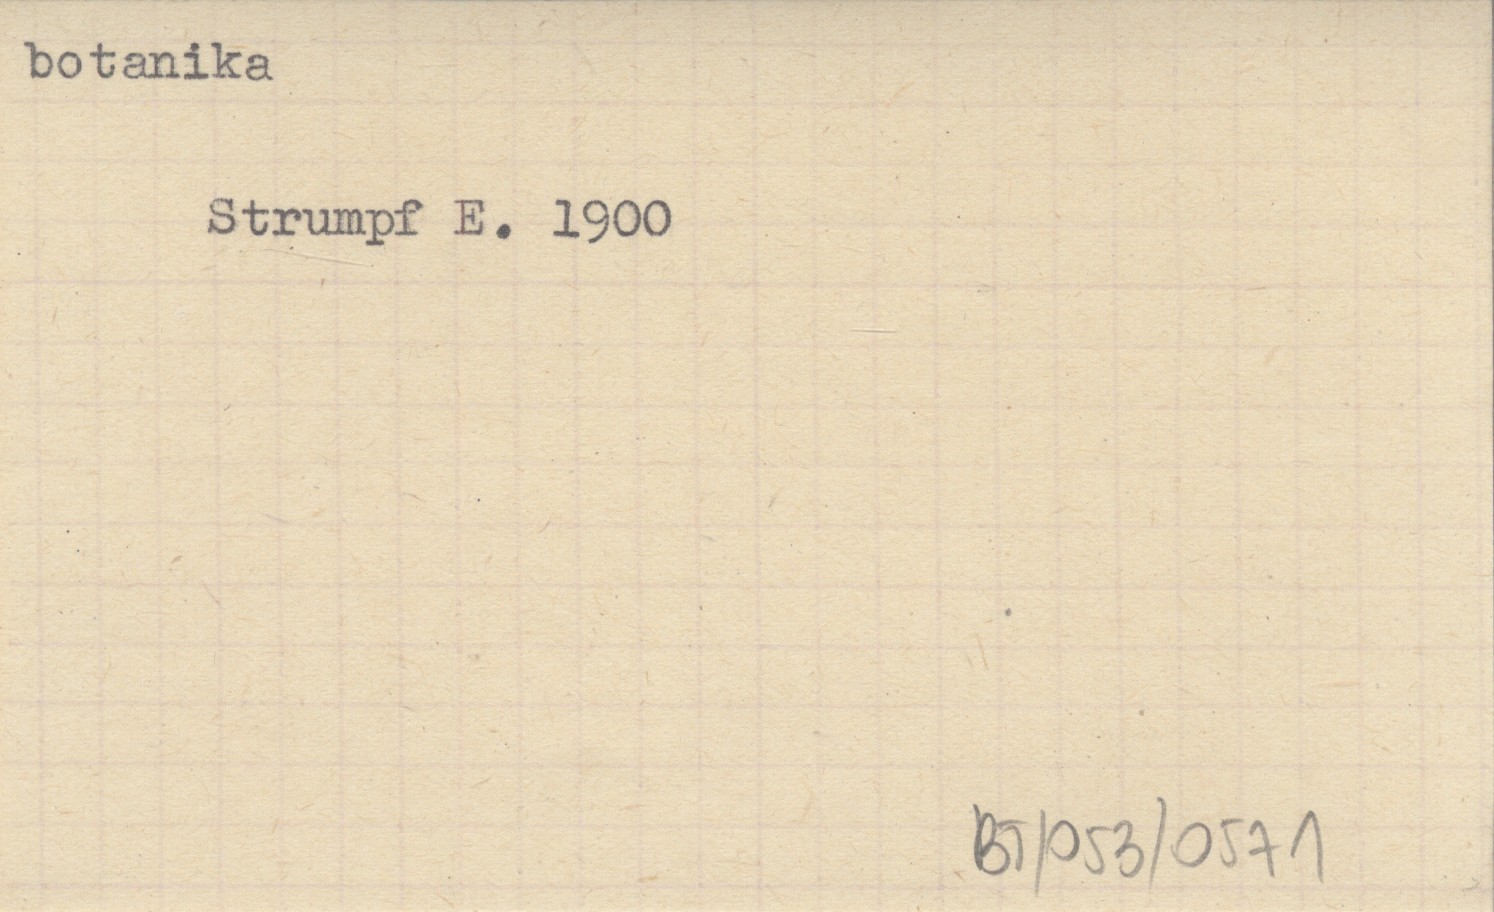 botanika
Strumpf E. 1900
BT/053/0571